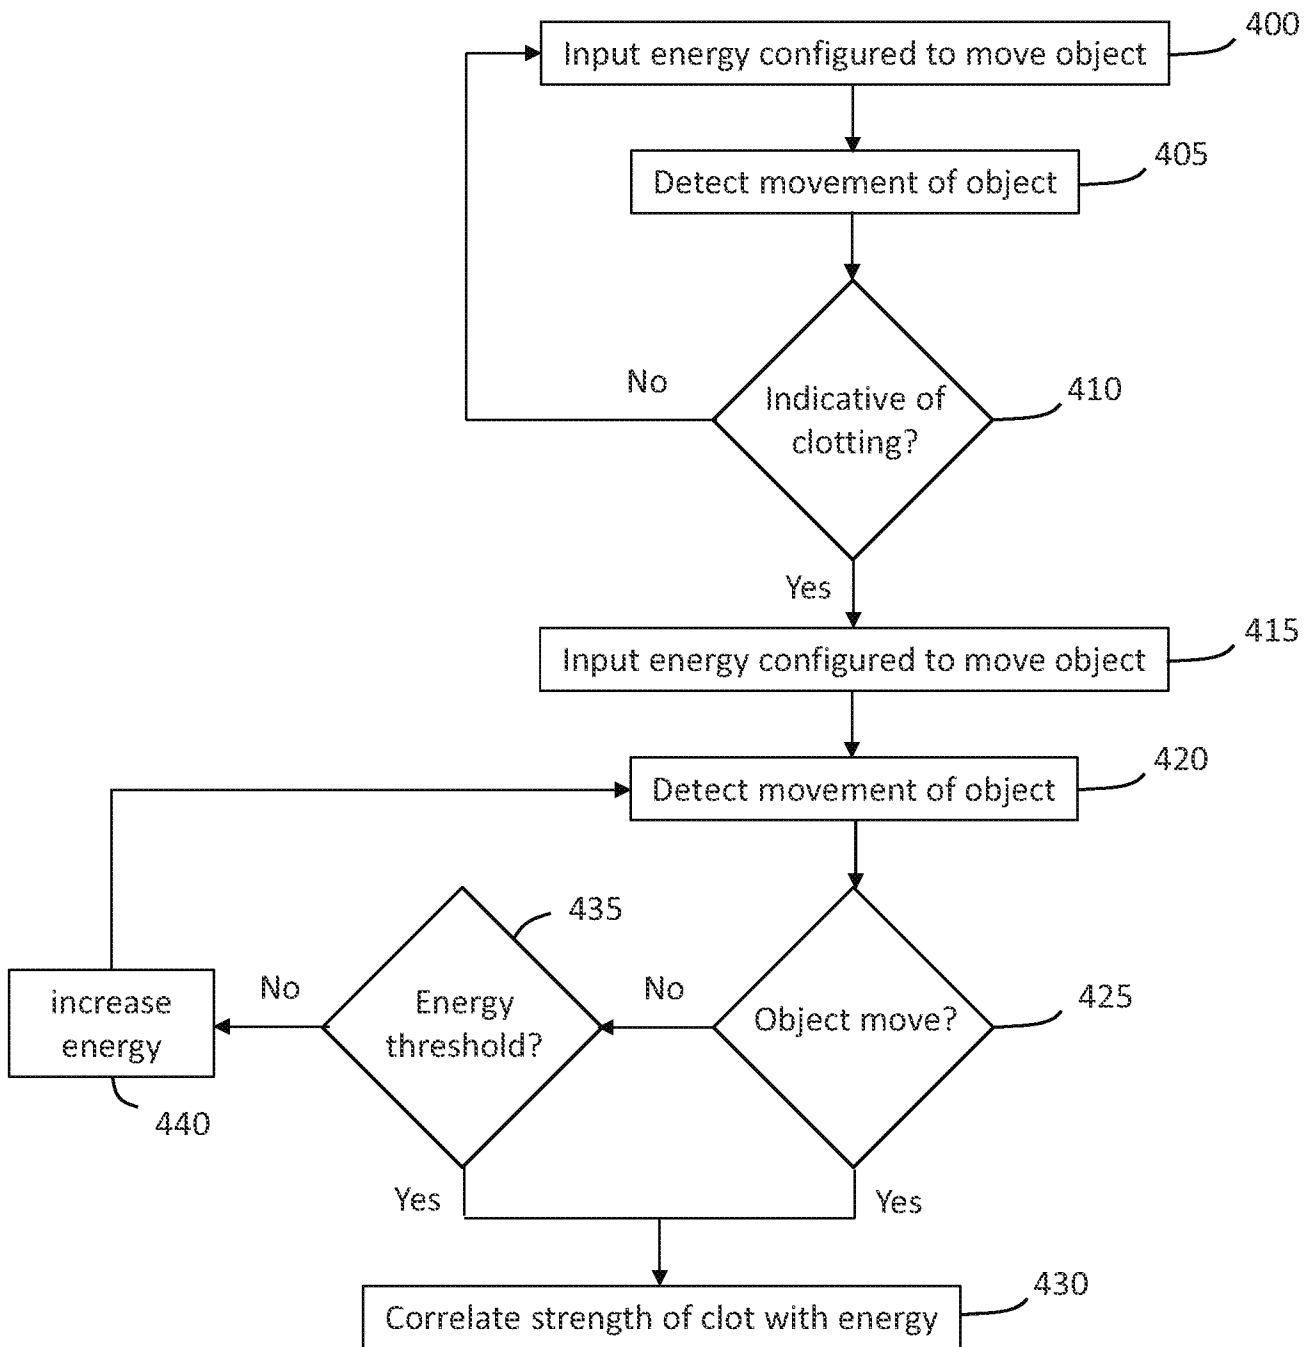 400
Input energy configured to move object
405
Detect movement of object
410
Indicative of
clotting?
No
Yes
415
Input energy configured to move object
420
Detect movement of object
435
425
Object move?
No
Energy
threshold?
No
increase
energy
440
Yes
Yes
430
Correlate strength of clot with energy